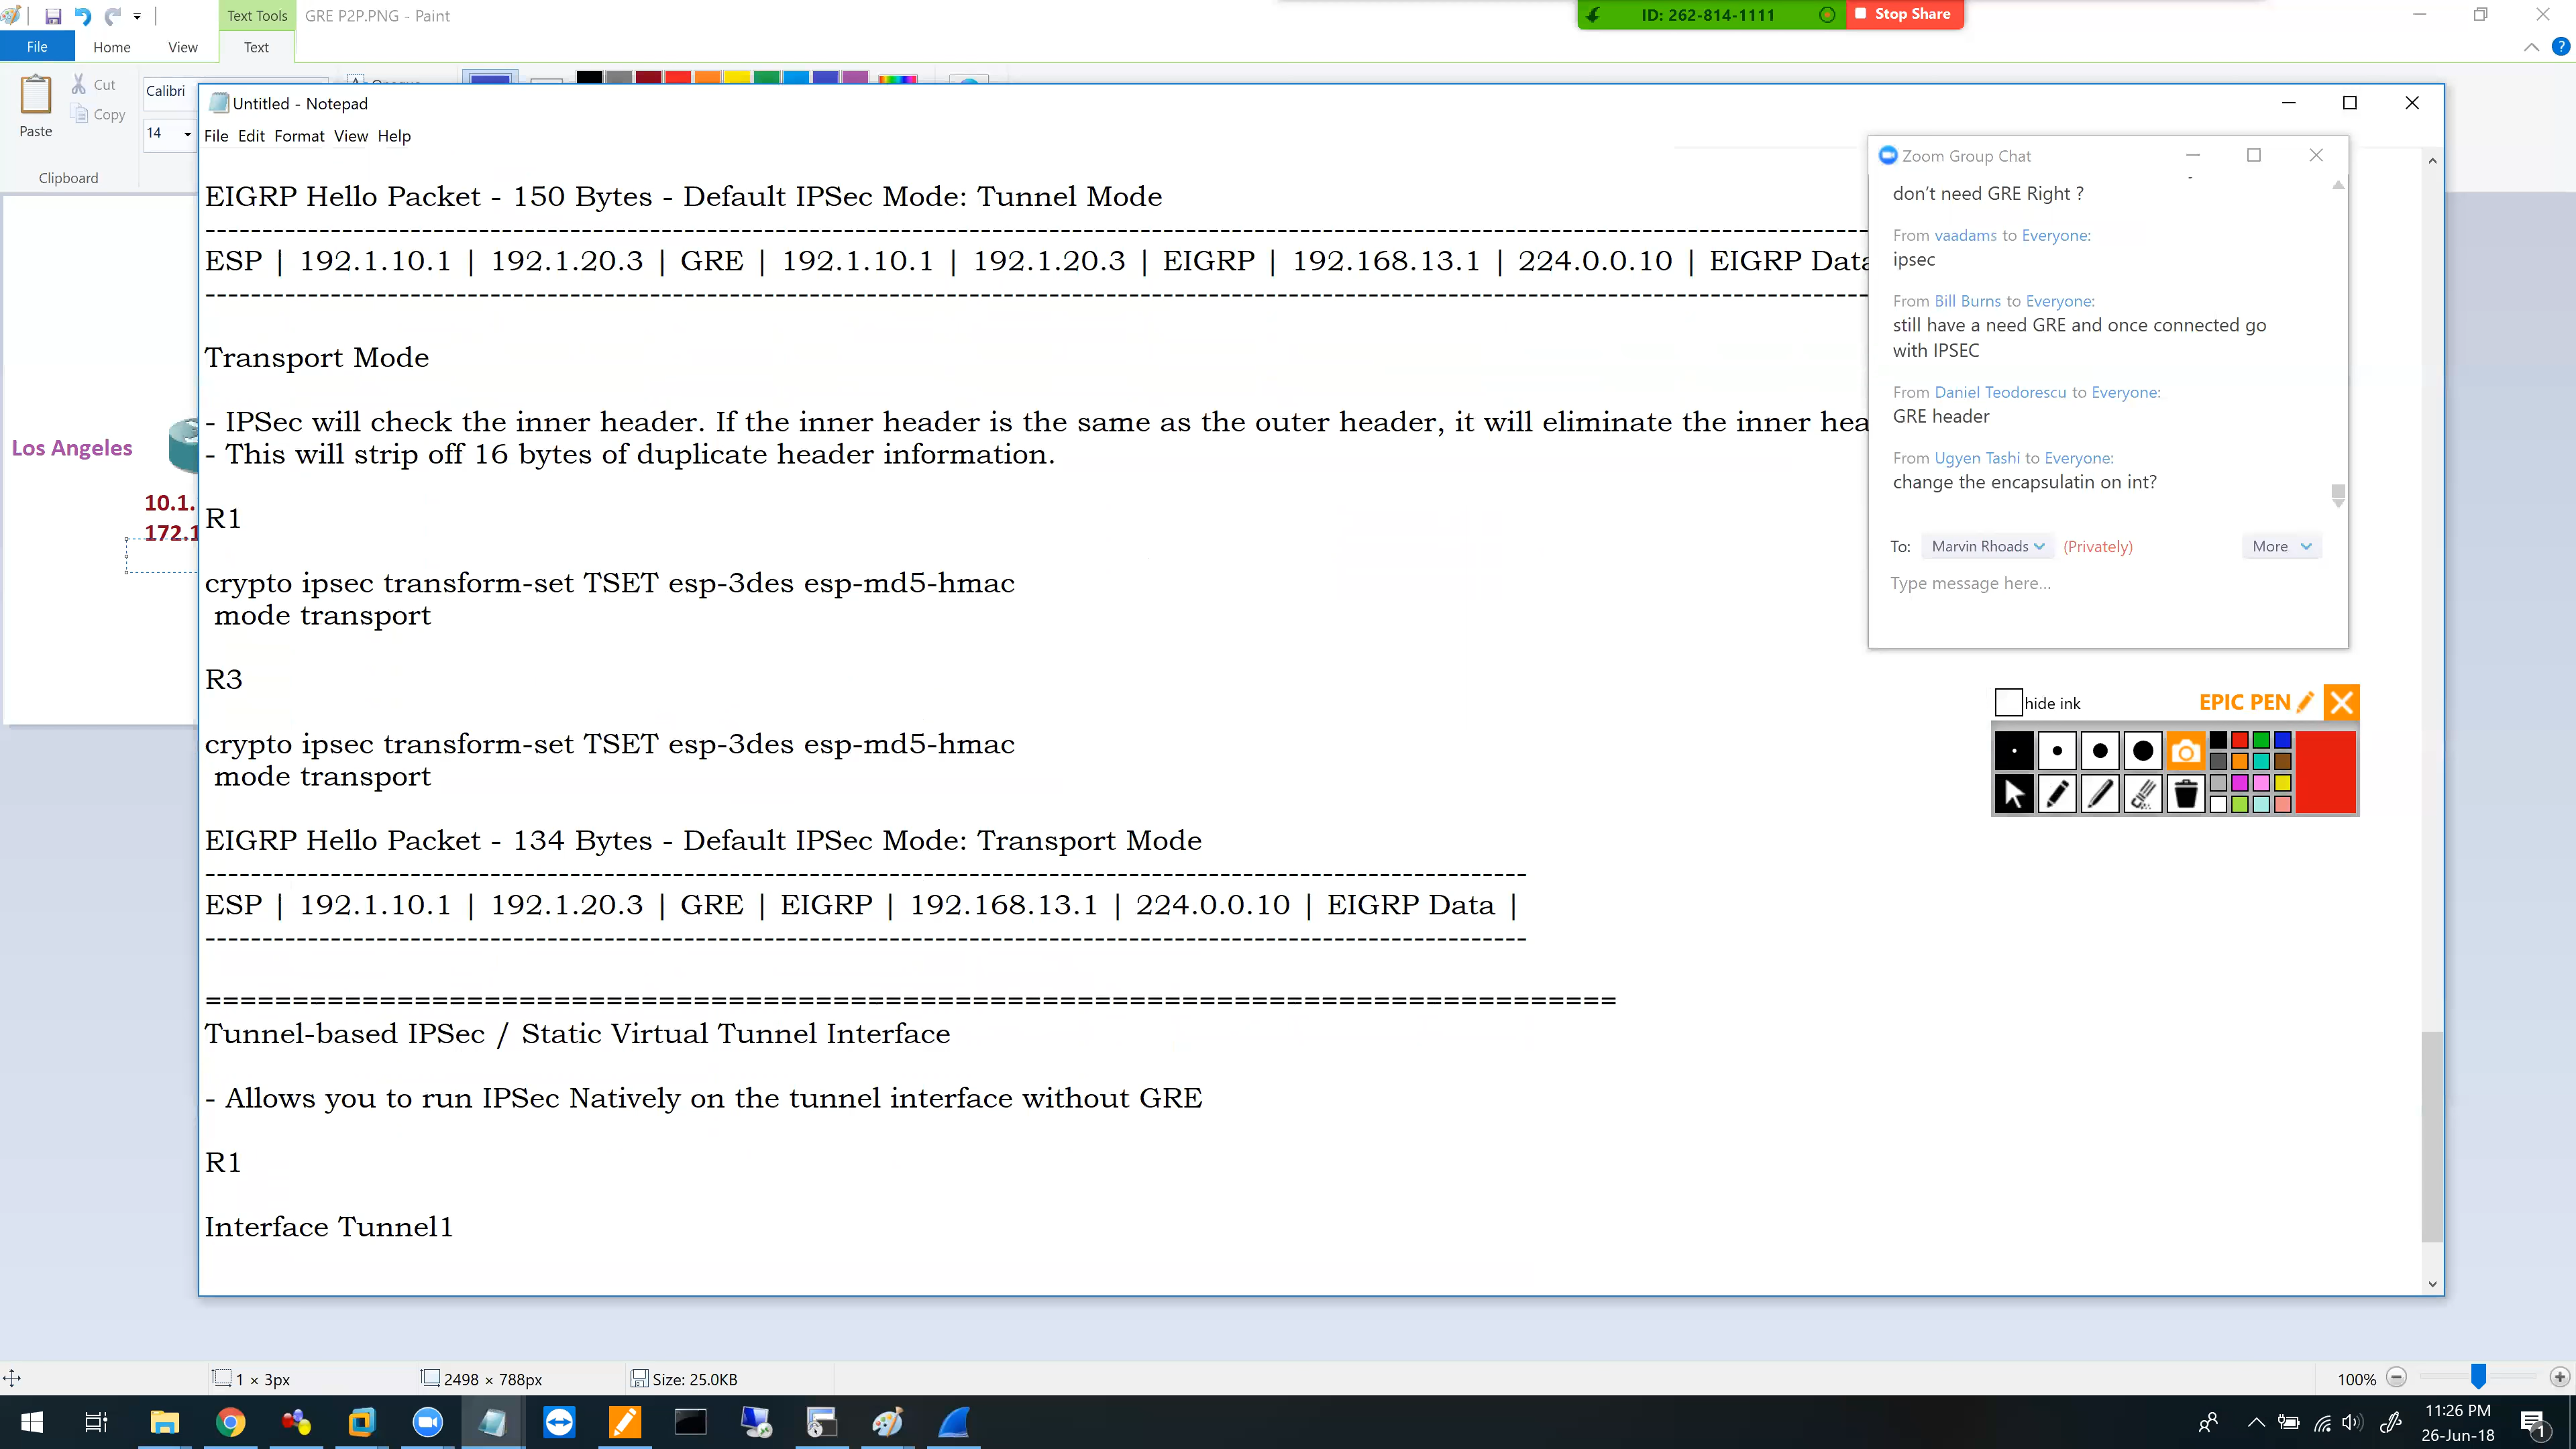 Text Tools
GRE P2P.PNG - Paint
ID: 262-814-1111
Stop Share
File
Home
View
Text
Paste
Cut
Copy
Clipboard
Calibri
14
Untitled - Notepad
File Edit Format View Help
EIGRP Hello Packet - 150 Bytes - Default IPSec Mode: Tunnel Mode
ESP | 192.1.10.1 | 192.1.20.3 | GRE | 192.1.10.1 | 192.1.20.3 | EIGRP | 192.168.13.1 | 224.0.0.10 | EIGRP Data
Transport Mode
- IPSec will check the inner header. If the inner header is the same as the outer header, it will eliminate the inner hea
- This will strip off 16 bytes of duplicate header information.
R1
crypto ipsec transform-set TSET esp-3des esp-md5-hmac
mode transport
R3
crypto ipsec transform-set TSET esp-3des esp-md5-hmac
mode transport
EIGRP Hello Packet - 134 Bytes - Default IPSec Mode: Transport Mode
ESP | 192.1.10.1 | 192.1.20.3 | GRE | EIGRP | 192.168.13.1 | 224.0.0.10 | EIGRP Data |
================================================================================
Tunnel-based IPSec / Static Virtual Tunnel Interface
- Allows you to run IPSec Natively on the tunnel interface without GRE
R1
Interface Tunnel1
Los Angeles
10.1.
172.1
Zoom Group Chat
don't need GRE Right ?
From vaadams to Everyone:
ipsec
From Bill Burns to Everyone:
still have a need GRE and once connected go
with IPSEC
From Daniel Teodorescu to Everyone:
GRE header
From Ugyen Tashi to Everyone:
change the encapsulatin on int?
To: Marvin Rhoads (Privately)
More
Type message here...
hide ink
EPIC PEN
1 × 3px
2498 × 788px
Size: 25.0KB
100%
11:26 PM
26-Jun-18
1